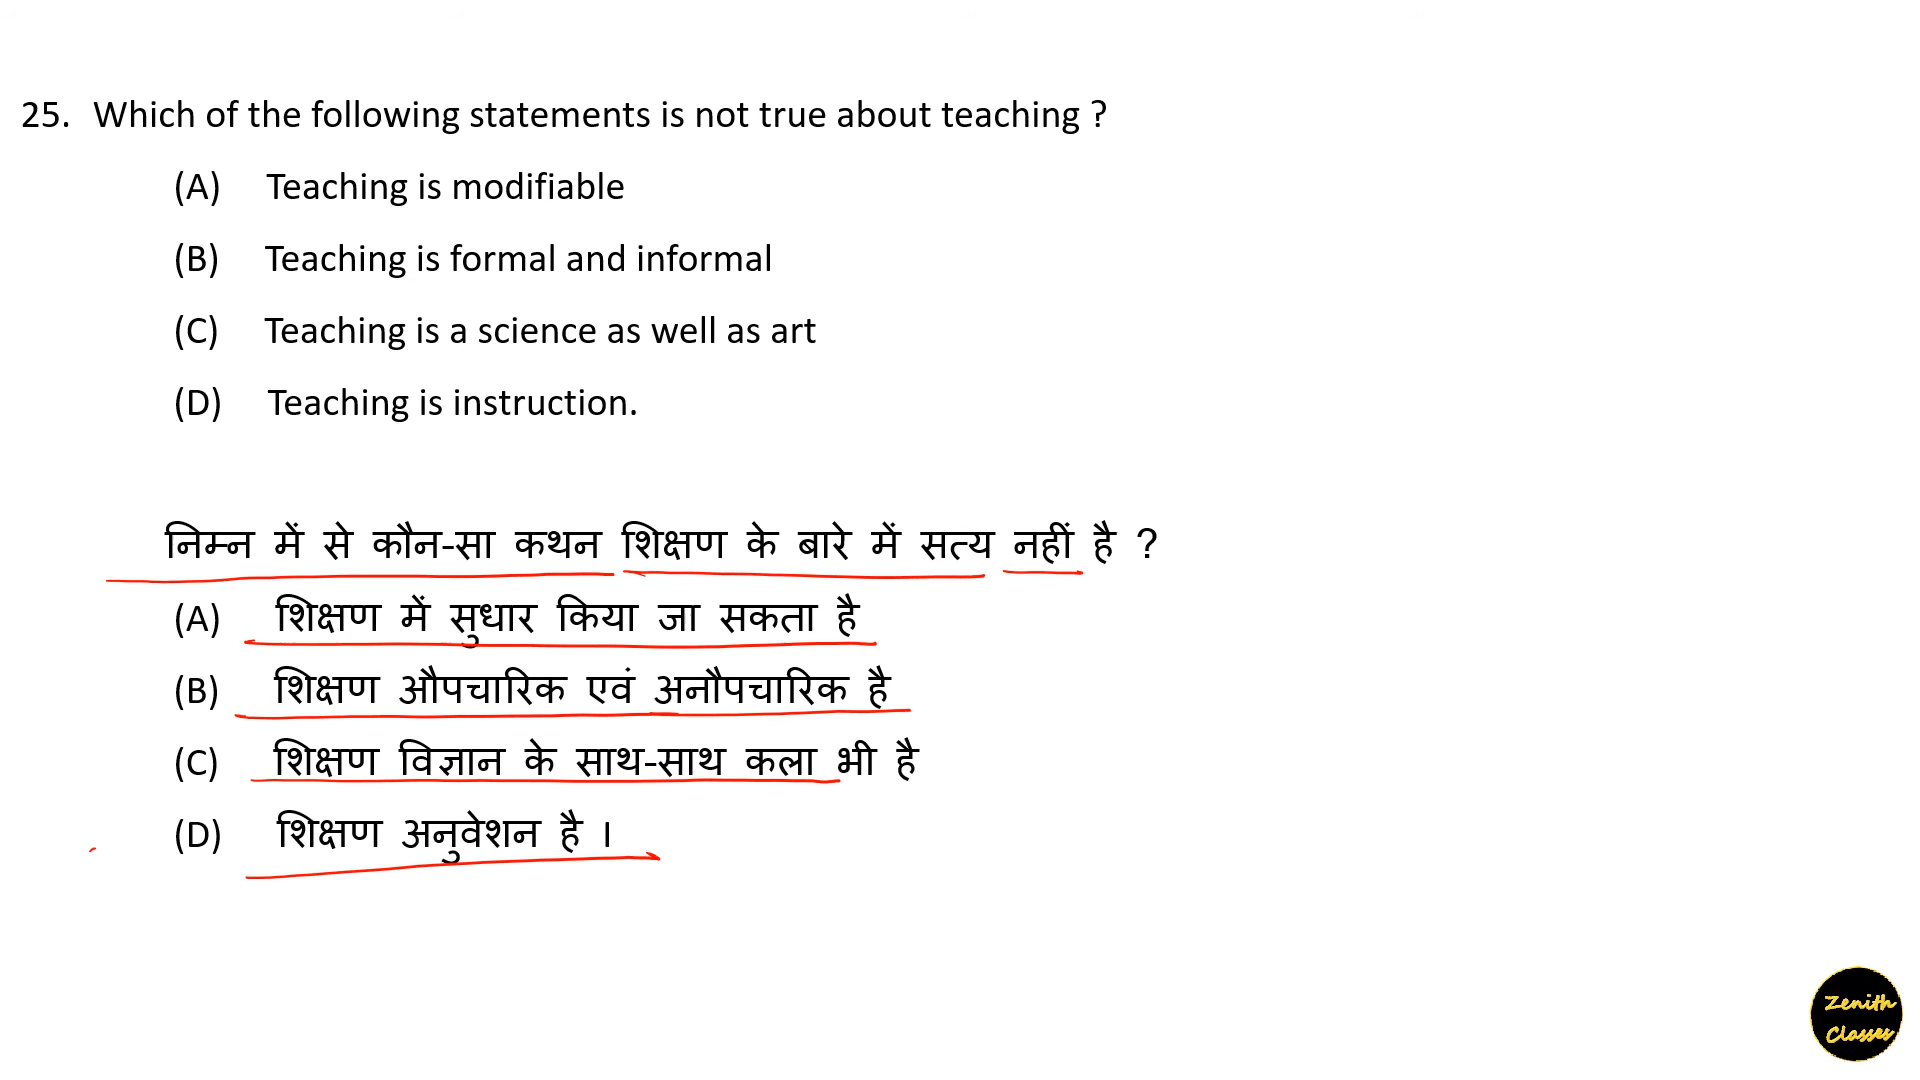 25. Which of the following statements is not true about teaching ?
(A) Teaching is modifiable
(B) Teaching is formal and informal
(C) Teaching is a science as well as art
(D) Teaching is instruction.
निम्न में से कौन-सा कथन शिक्षण के बारे में सत्य नहीं है ?
(A) शिक्षण में सुधार किया जा सकता है
(B) शिक्षण औपचारिक एवं अनौपचारिक है
(C) शिक्षण विज्ञान के साथ-साथ कला भी है
(D) शिक्षण अनुवेशन है ।
Zenith
Classes